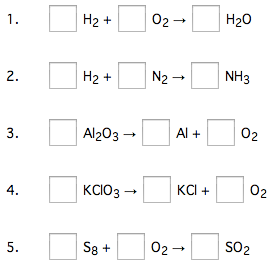 1. H₂ + O₂ → H₂O
2. H₂ + N₂ → NH₃
3. Al₂O₃ → Al + O₂
4. KClO₃ → KCl + O₂
5. S₈ + O₂ → SO₂